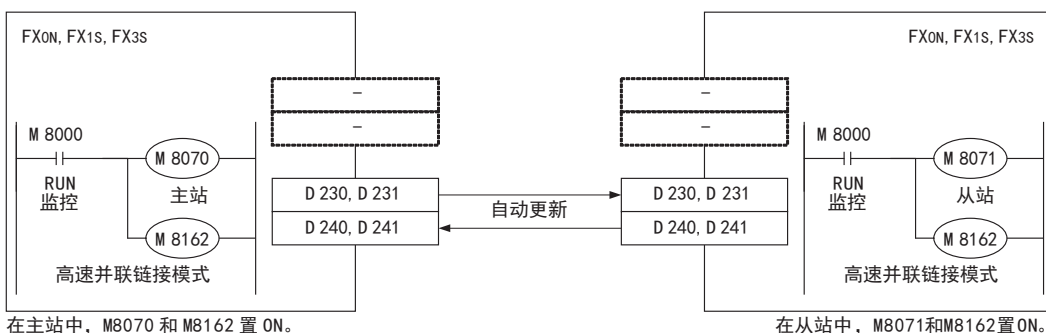 FX0N, FX1S, FX3S
–
–
M 8000
M 8070
RUN
监控
主站
M 8162
高速并联链接模式
D 230, D 231
D 240, D 241
在主站中，M8070 和 M8162 置 ON。
自动更新
FX0N, FX1S, FX3S
–
–
D 230, D 231
D 240, D 241
M 8000
M 8071
RUN
监控
从站
M 8162
高速并联链接模式
在从站中，M8071和M8162置ON。